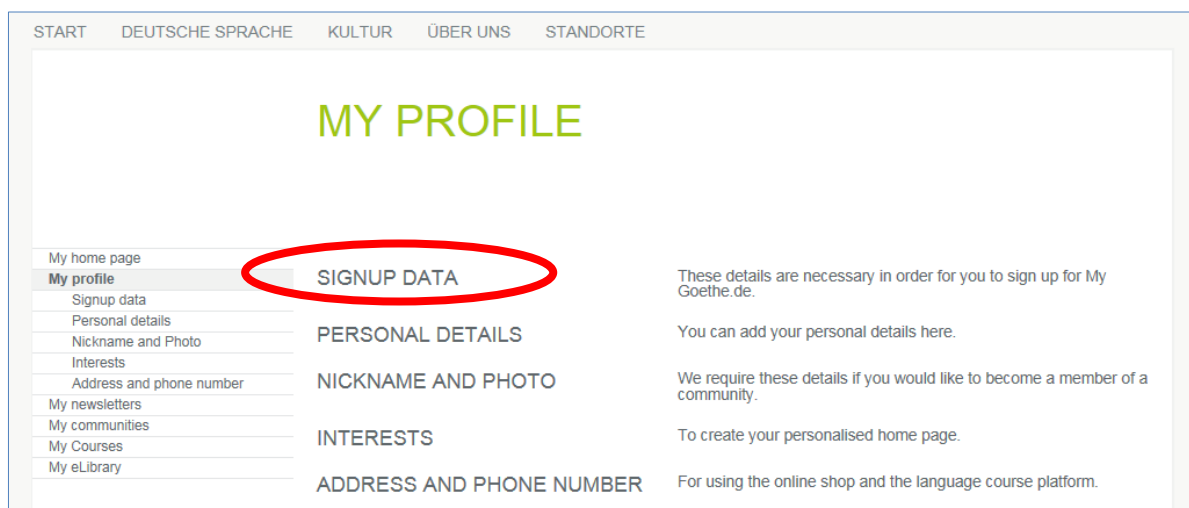 START DEUTSCHE SPRACHE KULTUR ÜBER UNS STANDORTE
MY PROFILE
My home page
My profile
Signup data
Personal details
Nickname and Photo
Interests
Address and phone number
My newsletters
My communities
My Courses
My eLibrary
SIGNUP DATA
These details are necessary in order for you to sign up for My
Goethe.de.
PERSONAL DETAILS
You can add your personal details here.
NICKNAME AND PHOTO
We require these details if you would like to become a member of a
community.
INTERESTS
To create your personalised home page.
ADDRESS AND PHONE NUMBER
For using the online shop and the language course platform.